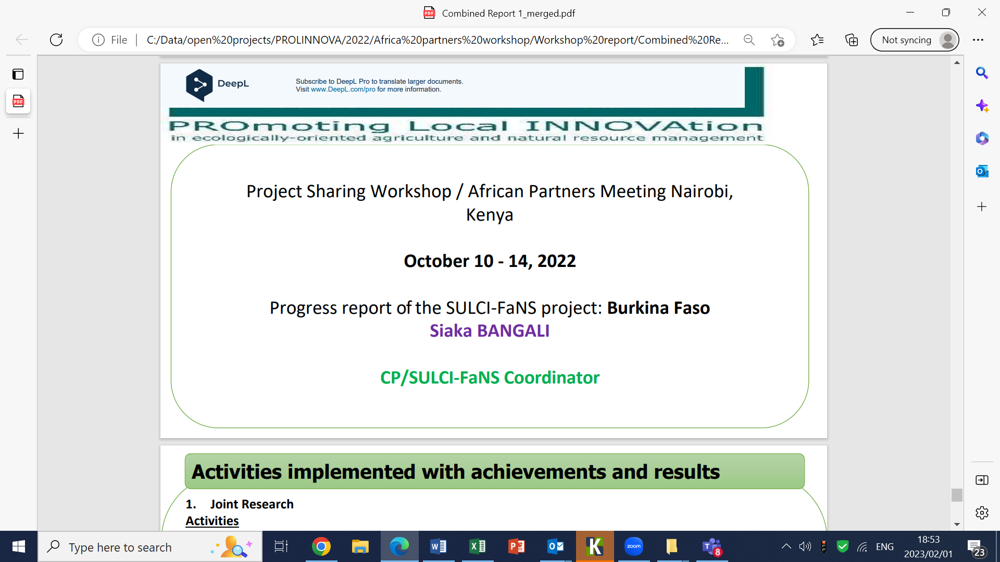 Combined Report 1_merged.pdf
File
C:/Data/open%20projects/PROLINNOVA/2022/Africa%20partners%20workshop/Workshop%20report/Combined%20Re...
Not syncing
DeepL
Subscribe to DeepL Pro to translate larger documents.
Visit www.DeepL.com/pro for more information.
PROmoting Local INNOVAtion
in ecologically-oriented agriculture and natural resource management
Project Sharing Workshop / African Partners Meeting Nairobi,
Kenya
October 10 - 14, 2022
Progress report of the SULCI-FaNS project: Burkina Faso
Siaka BANGALI
CP/SULCI-FaNS Coordinator
Activities implemented with achievements and results
1. Joint Research
Activities
Type here to search
zoom
8
ENG
18:53
2023/02/01
23